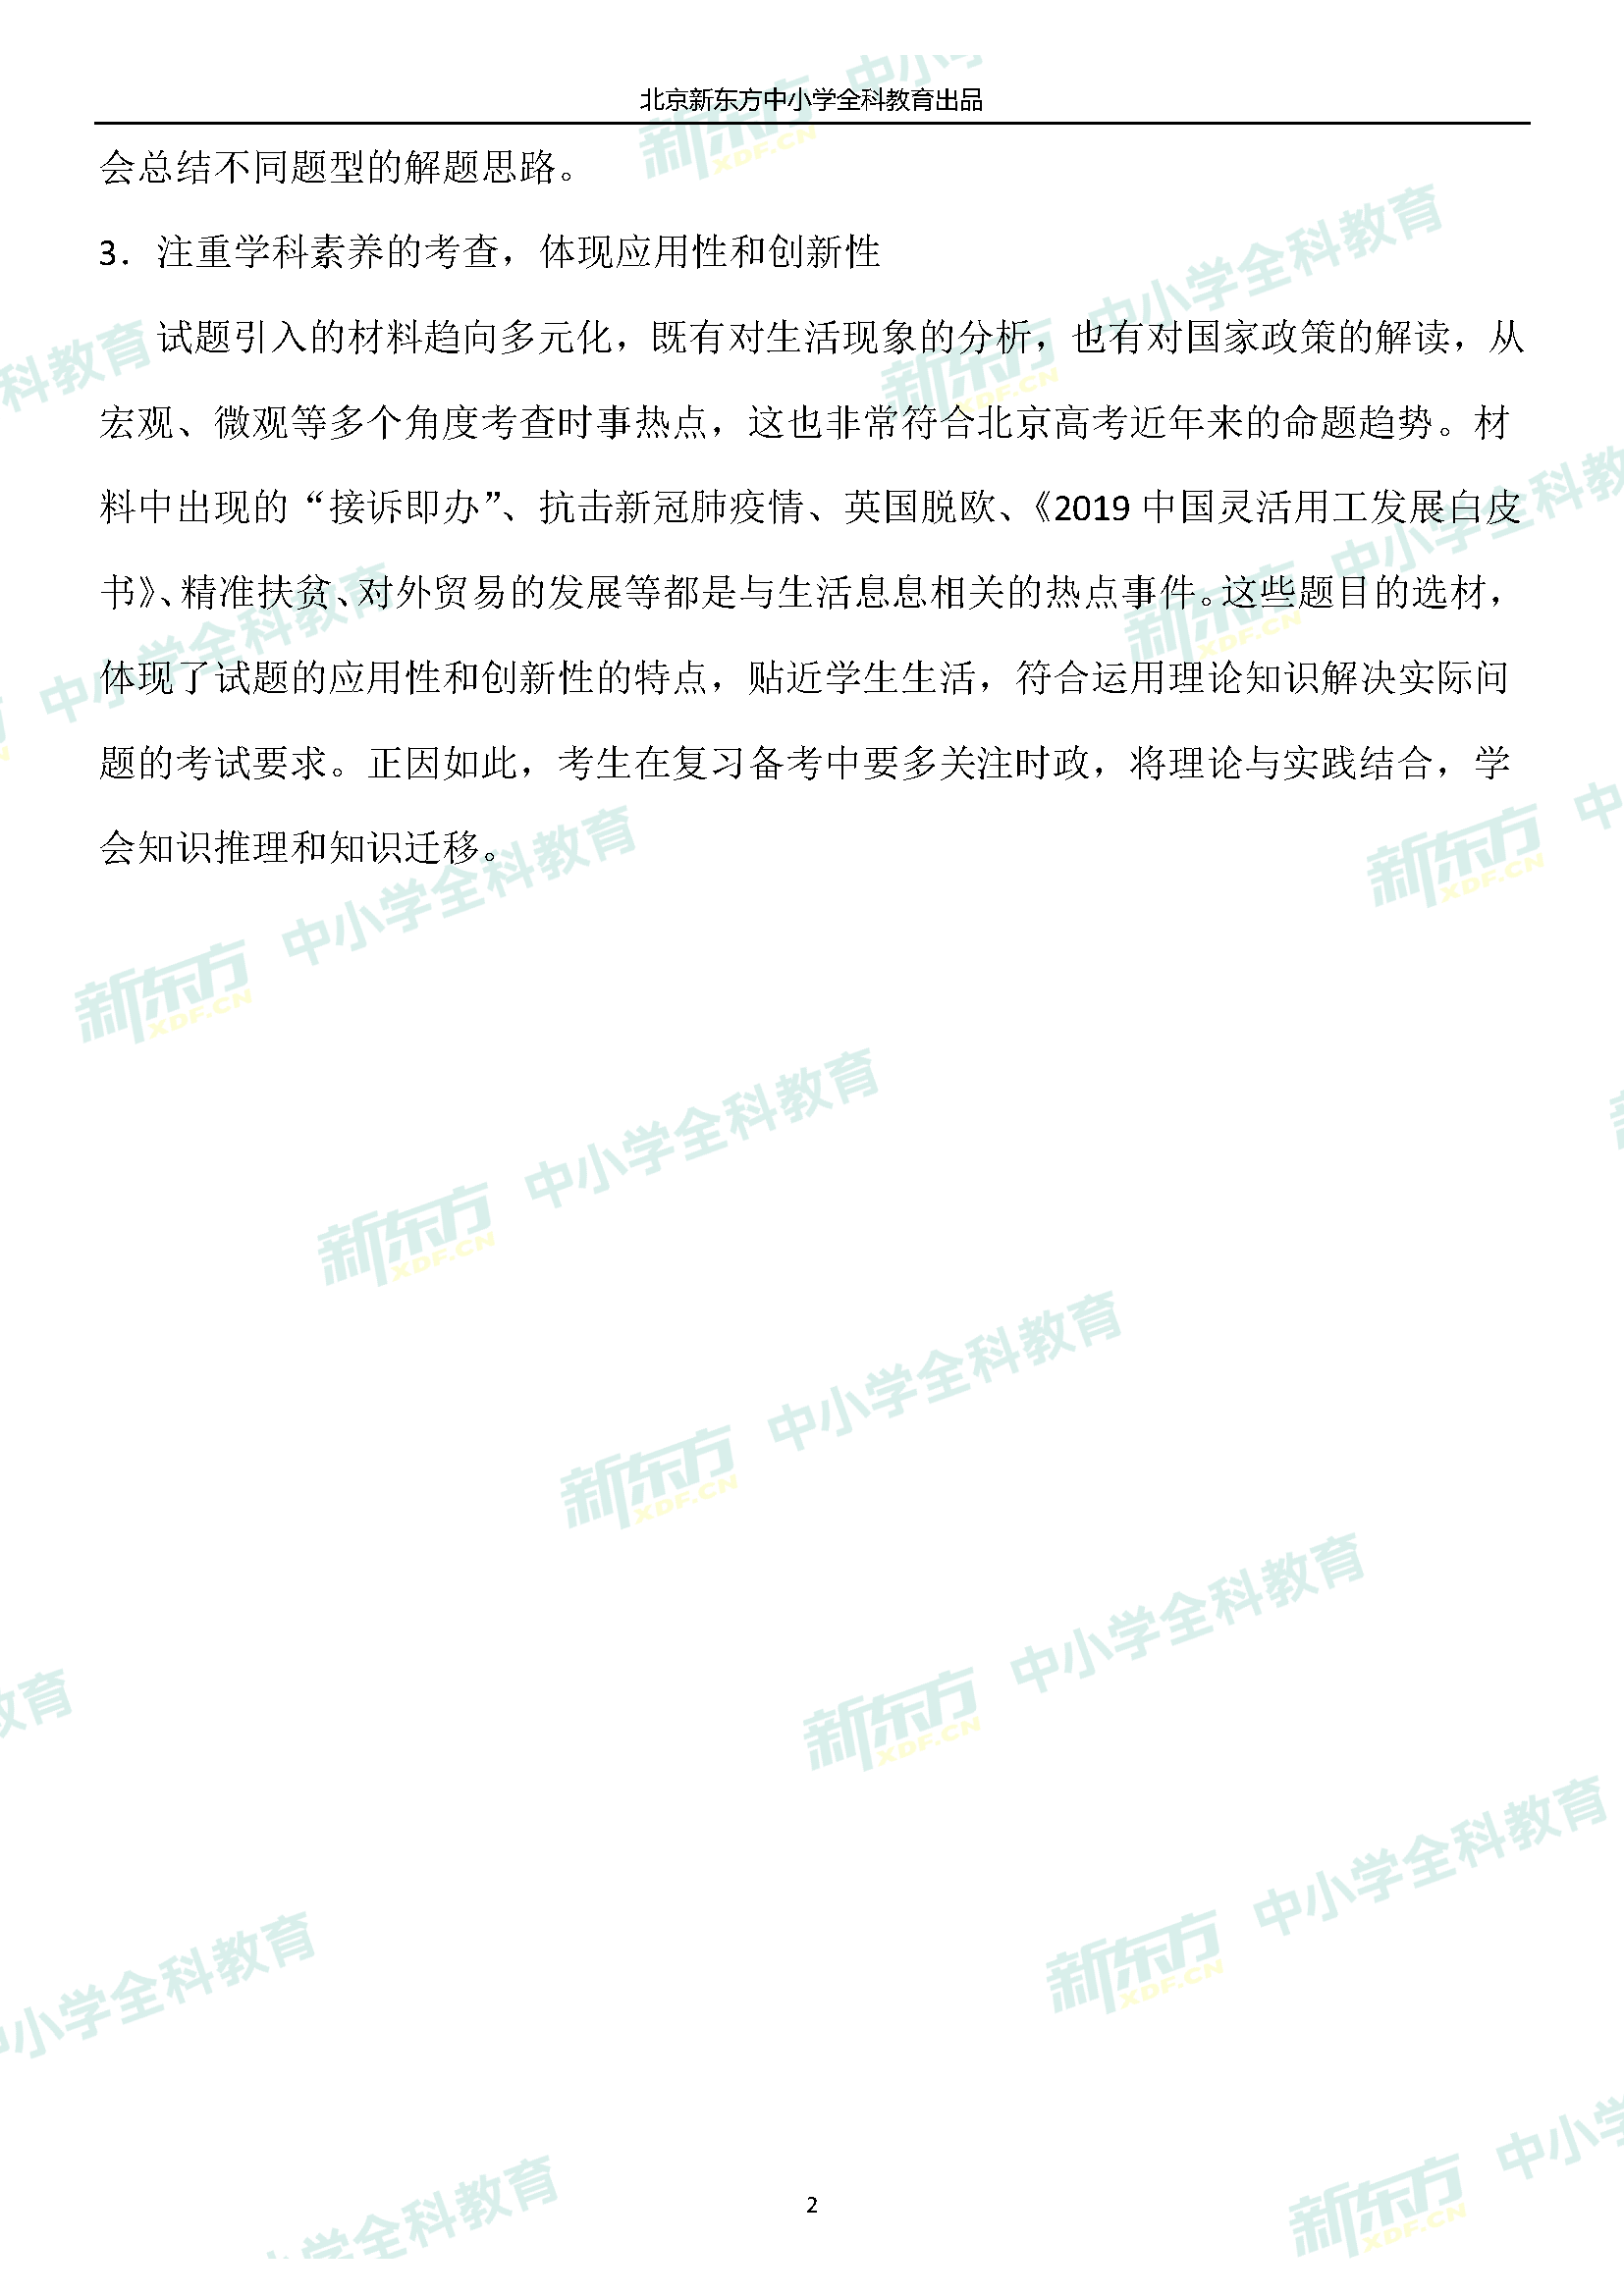 北京新东方中小学全科教育出品
会总结不同题型的解题思路。
3．注重学科素养的考查，体现应用性和创新性
试题引入的材料趋向多元化，既有对生活现象的分析，也有对国家政策的解读，从
宏观、微观等多个角度考查时事热点，这也非常符合北京高考近年来的命题趋势。材
料中出现的“接诉即办”、抗击新冠肺疫情、英国脱欧、《2019 中国灵活用工发展白皮
书》、精准扶贫、对外贸易的发展等都是与生活息息相关的热点事件。这些题目的选材，
体现了试题的应用性和创新性的特点，贴近学生生活，符合运用理论知识解决实际问
题的考试要求。正因如此，考生在复习备考中要多关注时政，将理论与实践结合，学
会知识推理和知识迁移。
新东方 XDF.CN 中小学全科教育
2